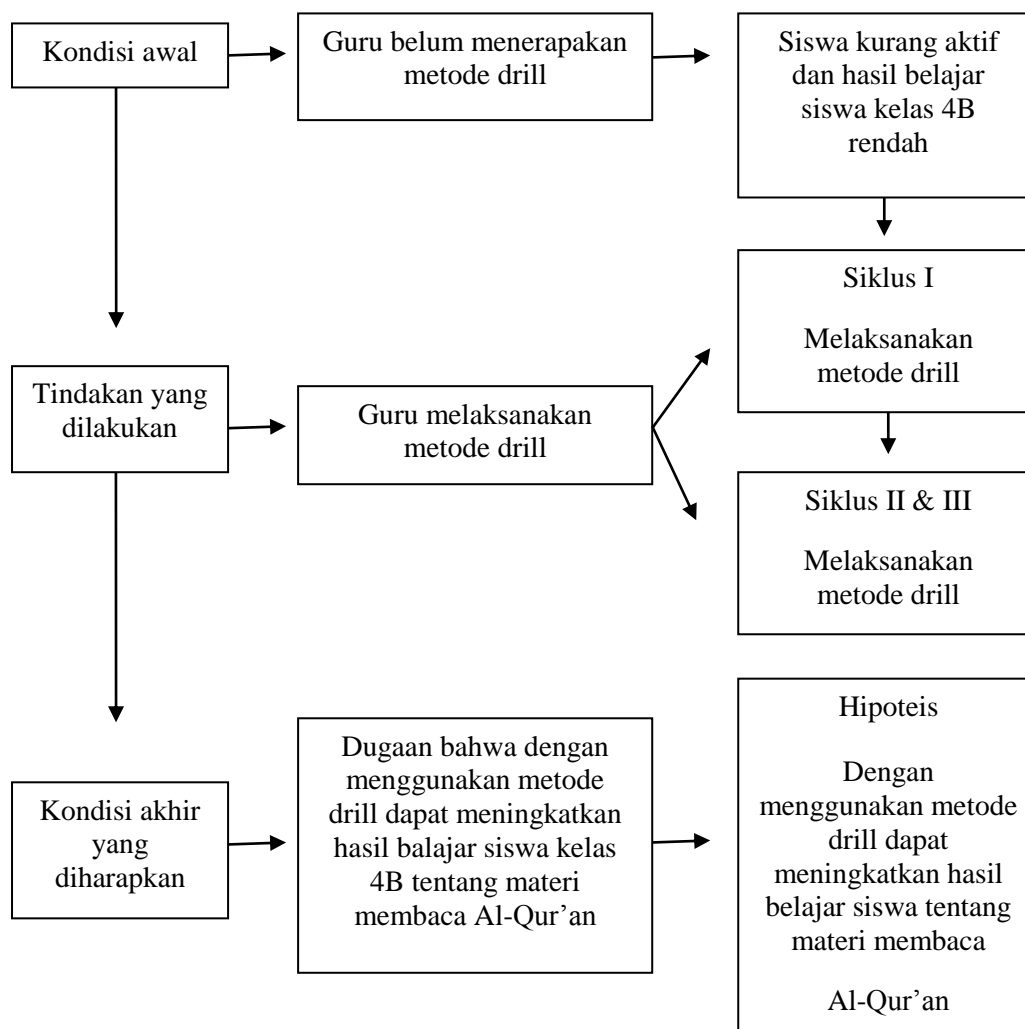 Kondisi awal
Guru belum menerapakan
metode drill
Siswa kurang aktif
dan hasil belajar
siswa kelas 4B
rendah
Siklus I
Melaksanakan
metode drill
Tindakan yang
dilakukan
Guru melaksanakan
metode drill
Siklus II & III
Melaksanakan
metode drill
Kondisi akhir
yang
diharapkan
Dugaan bahwa dengan
menggunakan metode
drill dapat meningkatkan
hasil balajar siswa kelas
4B tentang materi
membaca Al-Qur’an
Hipoteis
Dengan
menggunakan metode
drill dapat
meningkatkan hasil
belajar siswa tentang
materi membaca
Al-Qur’an